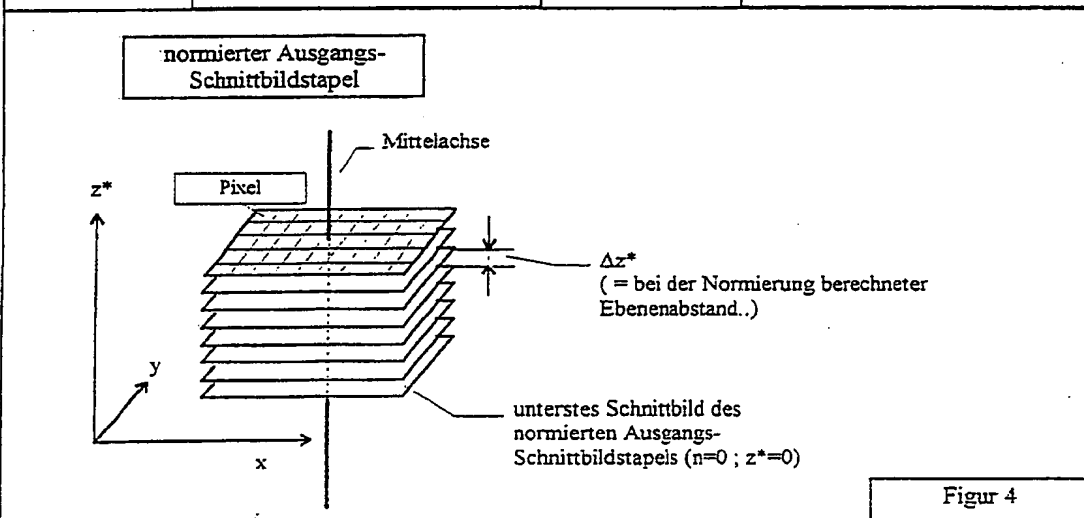 normierter Ausgangs-
Schnittbildstapel
Mittelachse
z*
Pixel
Δz*
( = bei der Normierung berechneter
Ebenenabstand..)
y
unterstes Schnittbild des
normierten Ausgangs-
Schnittbildstapels (n=0 ; z*=0)
x
Figur 4